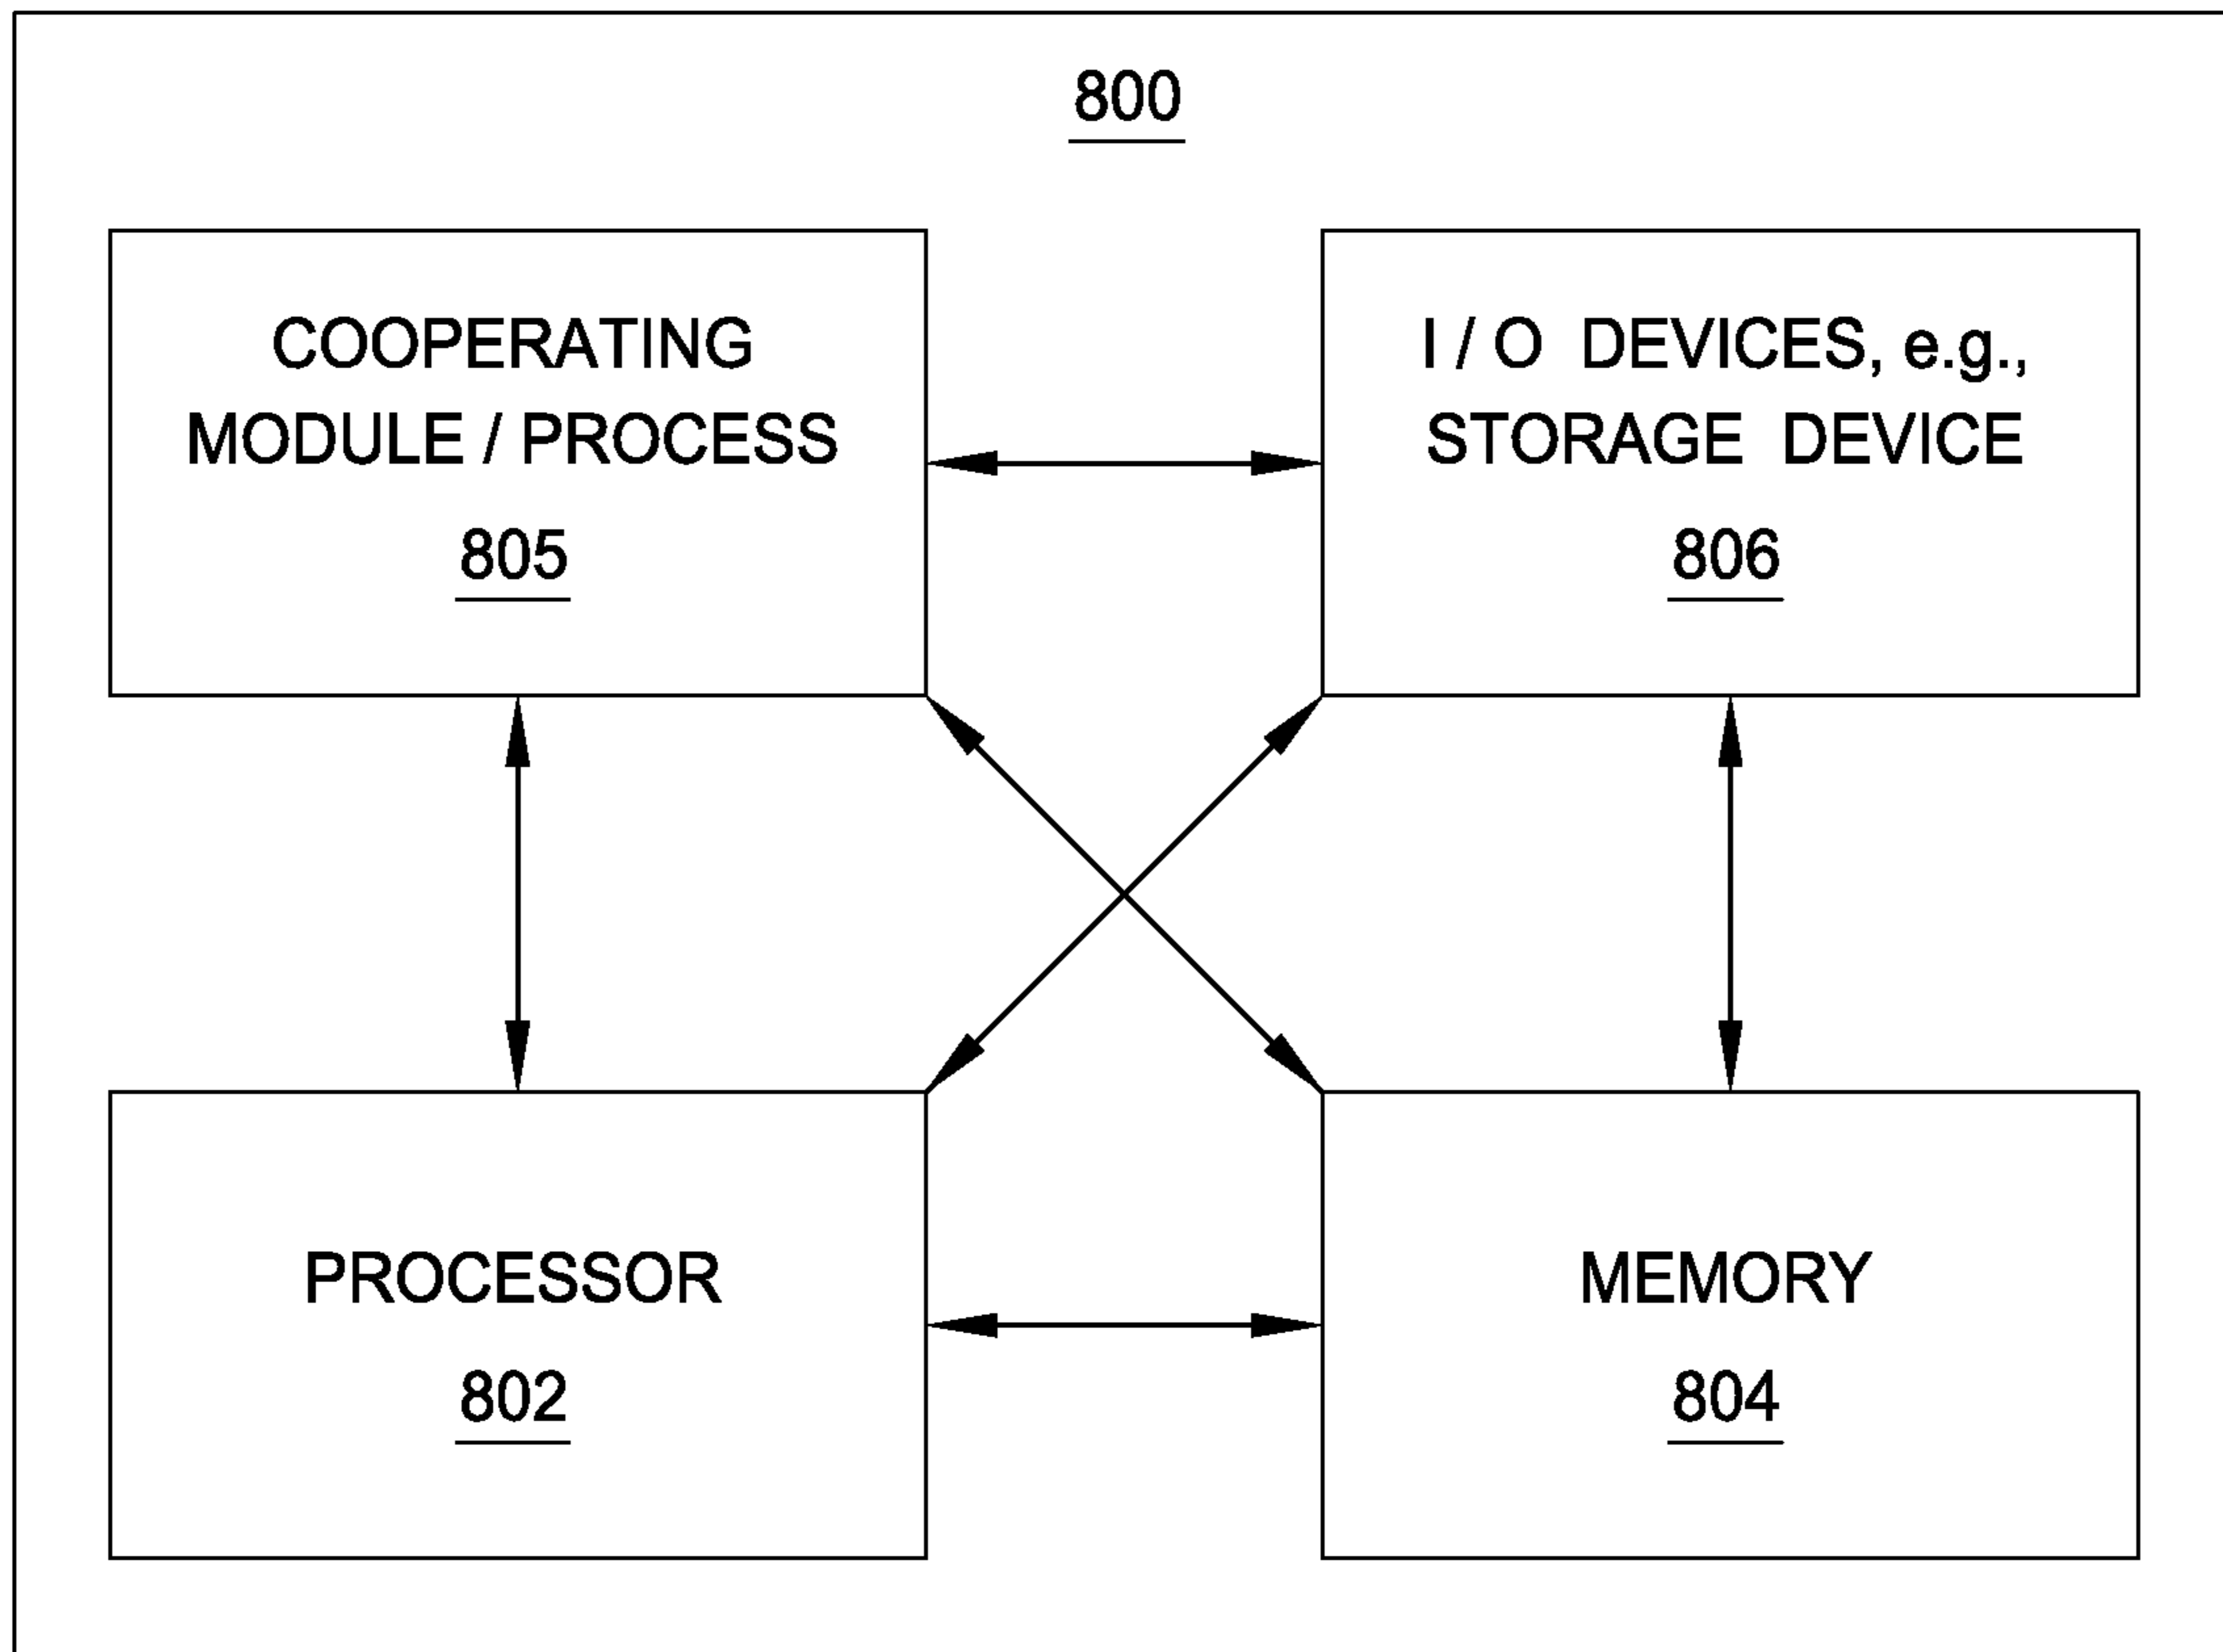 800
COOPERATING
MODULE / PROCESS
805
I / O DEVICES, e.g.,
STORAGE DEVICE
806
PROCESSOR
802
MEMORY
804